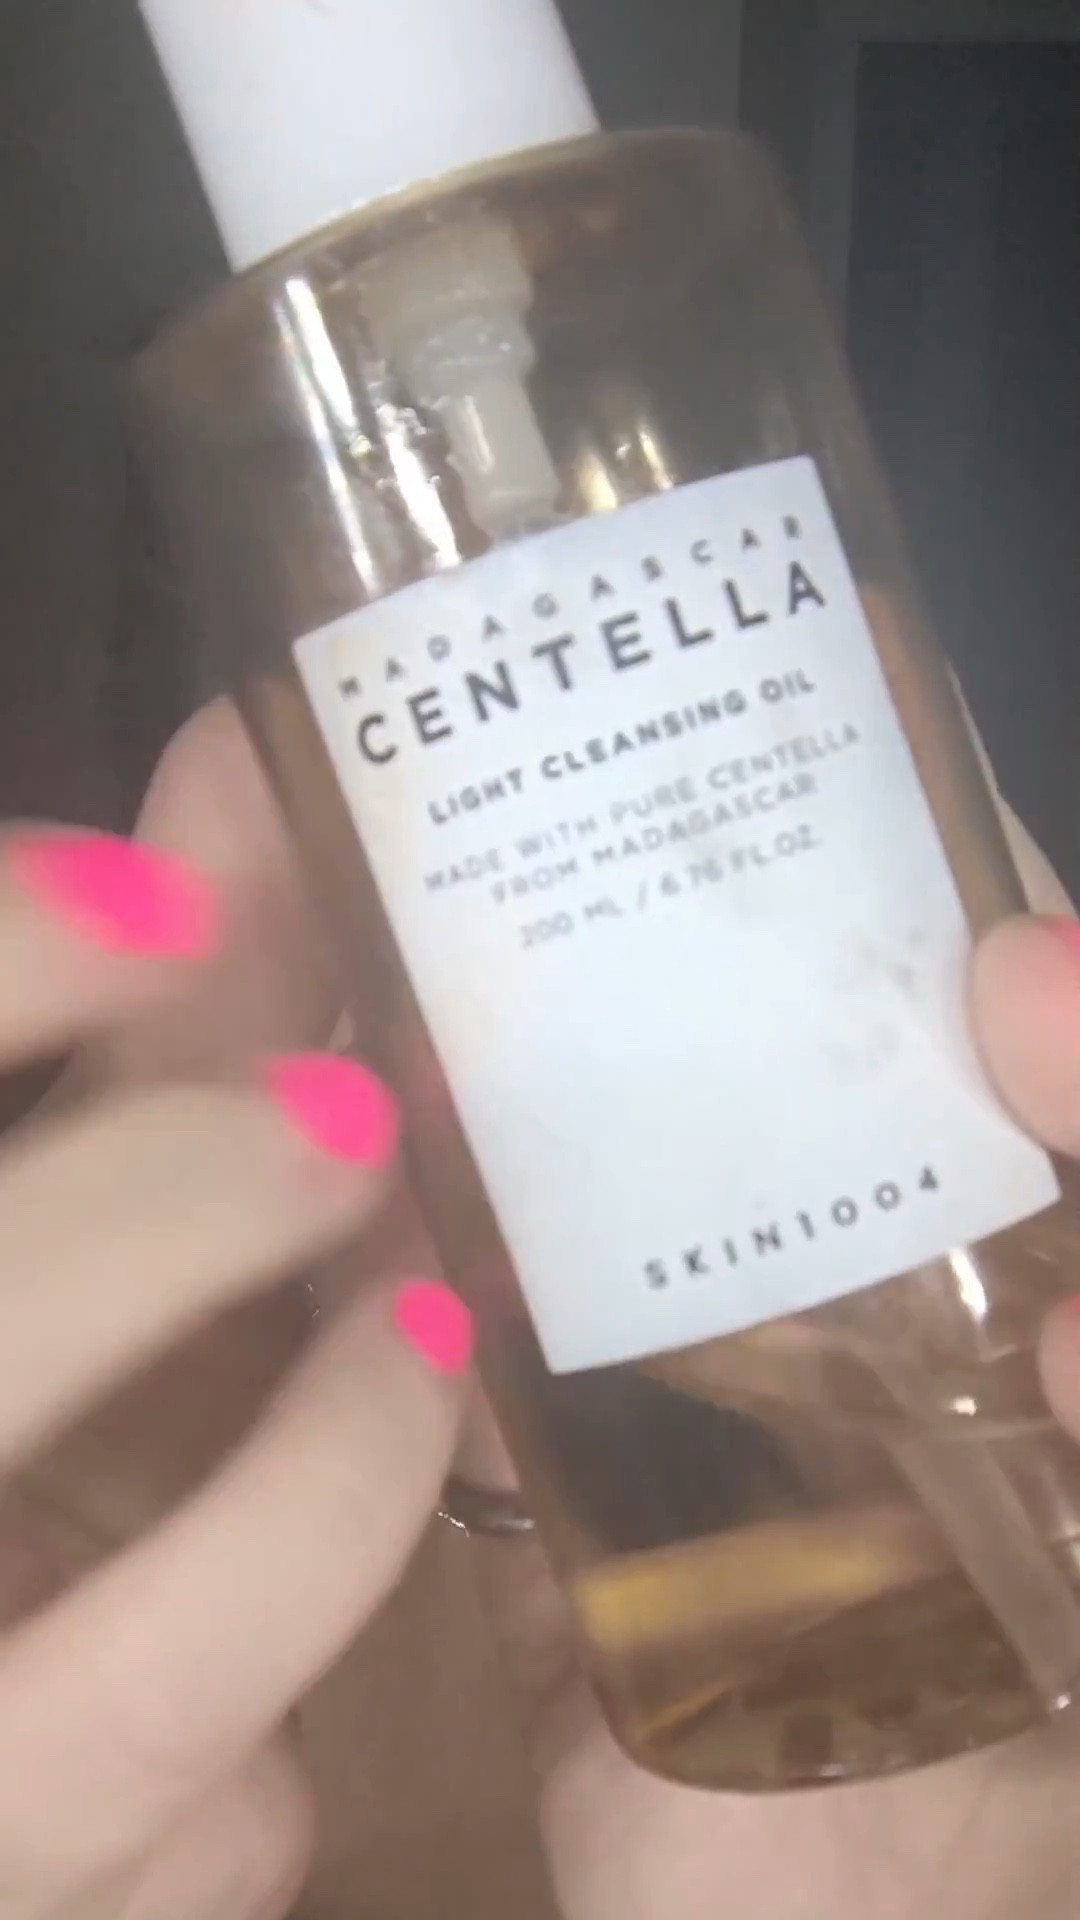 MADAGASCAR
CENTELLA
LIGHT CLEANSING OIL
MADE WITH PURE CENTELLA
FROM MADAGASCAR
200 ML / 6.76 FL.OZ.
SKIN1004